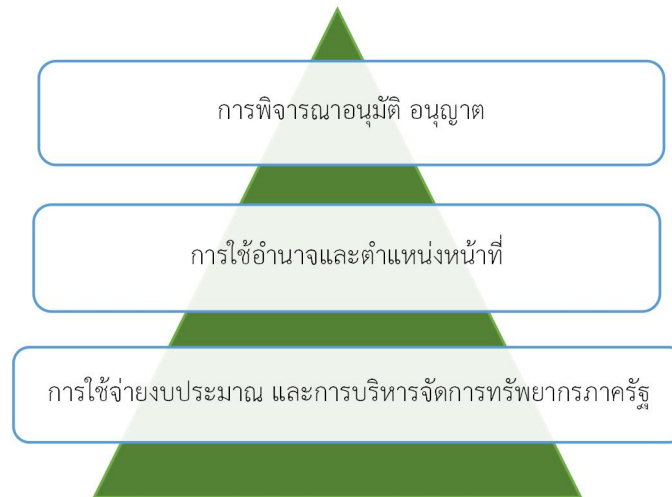 การพิจารณาอนุมัติ อนุญาต
การใช้อำนาจและตำแหน่งหน้าที่
การใช้จ่ายงบประมาณ และการบริหารจัดการทรัพยากรภาครัฐ